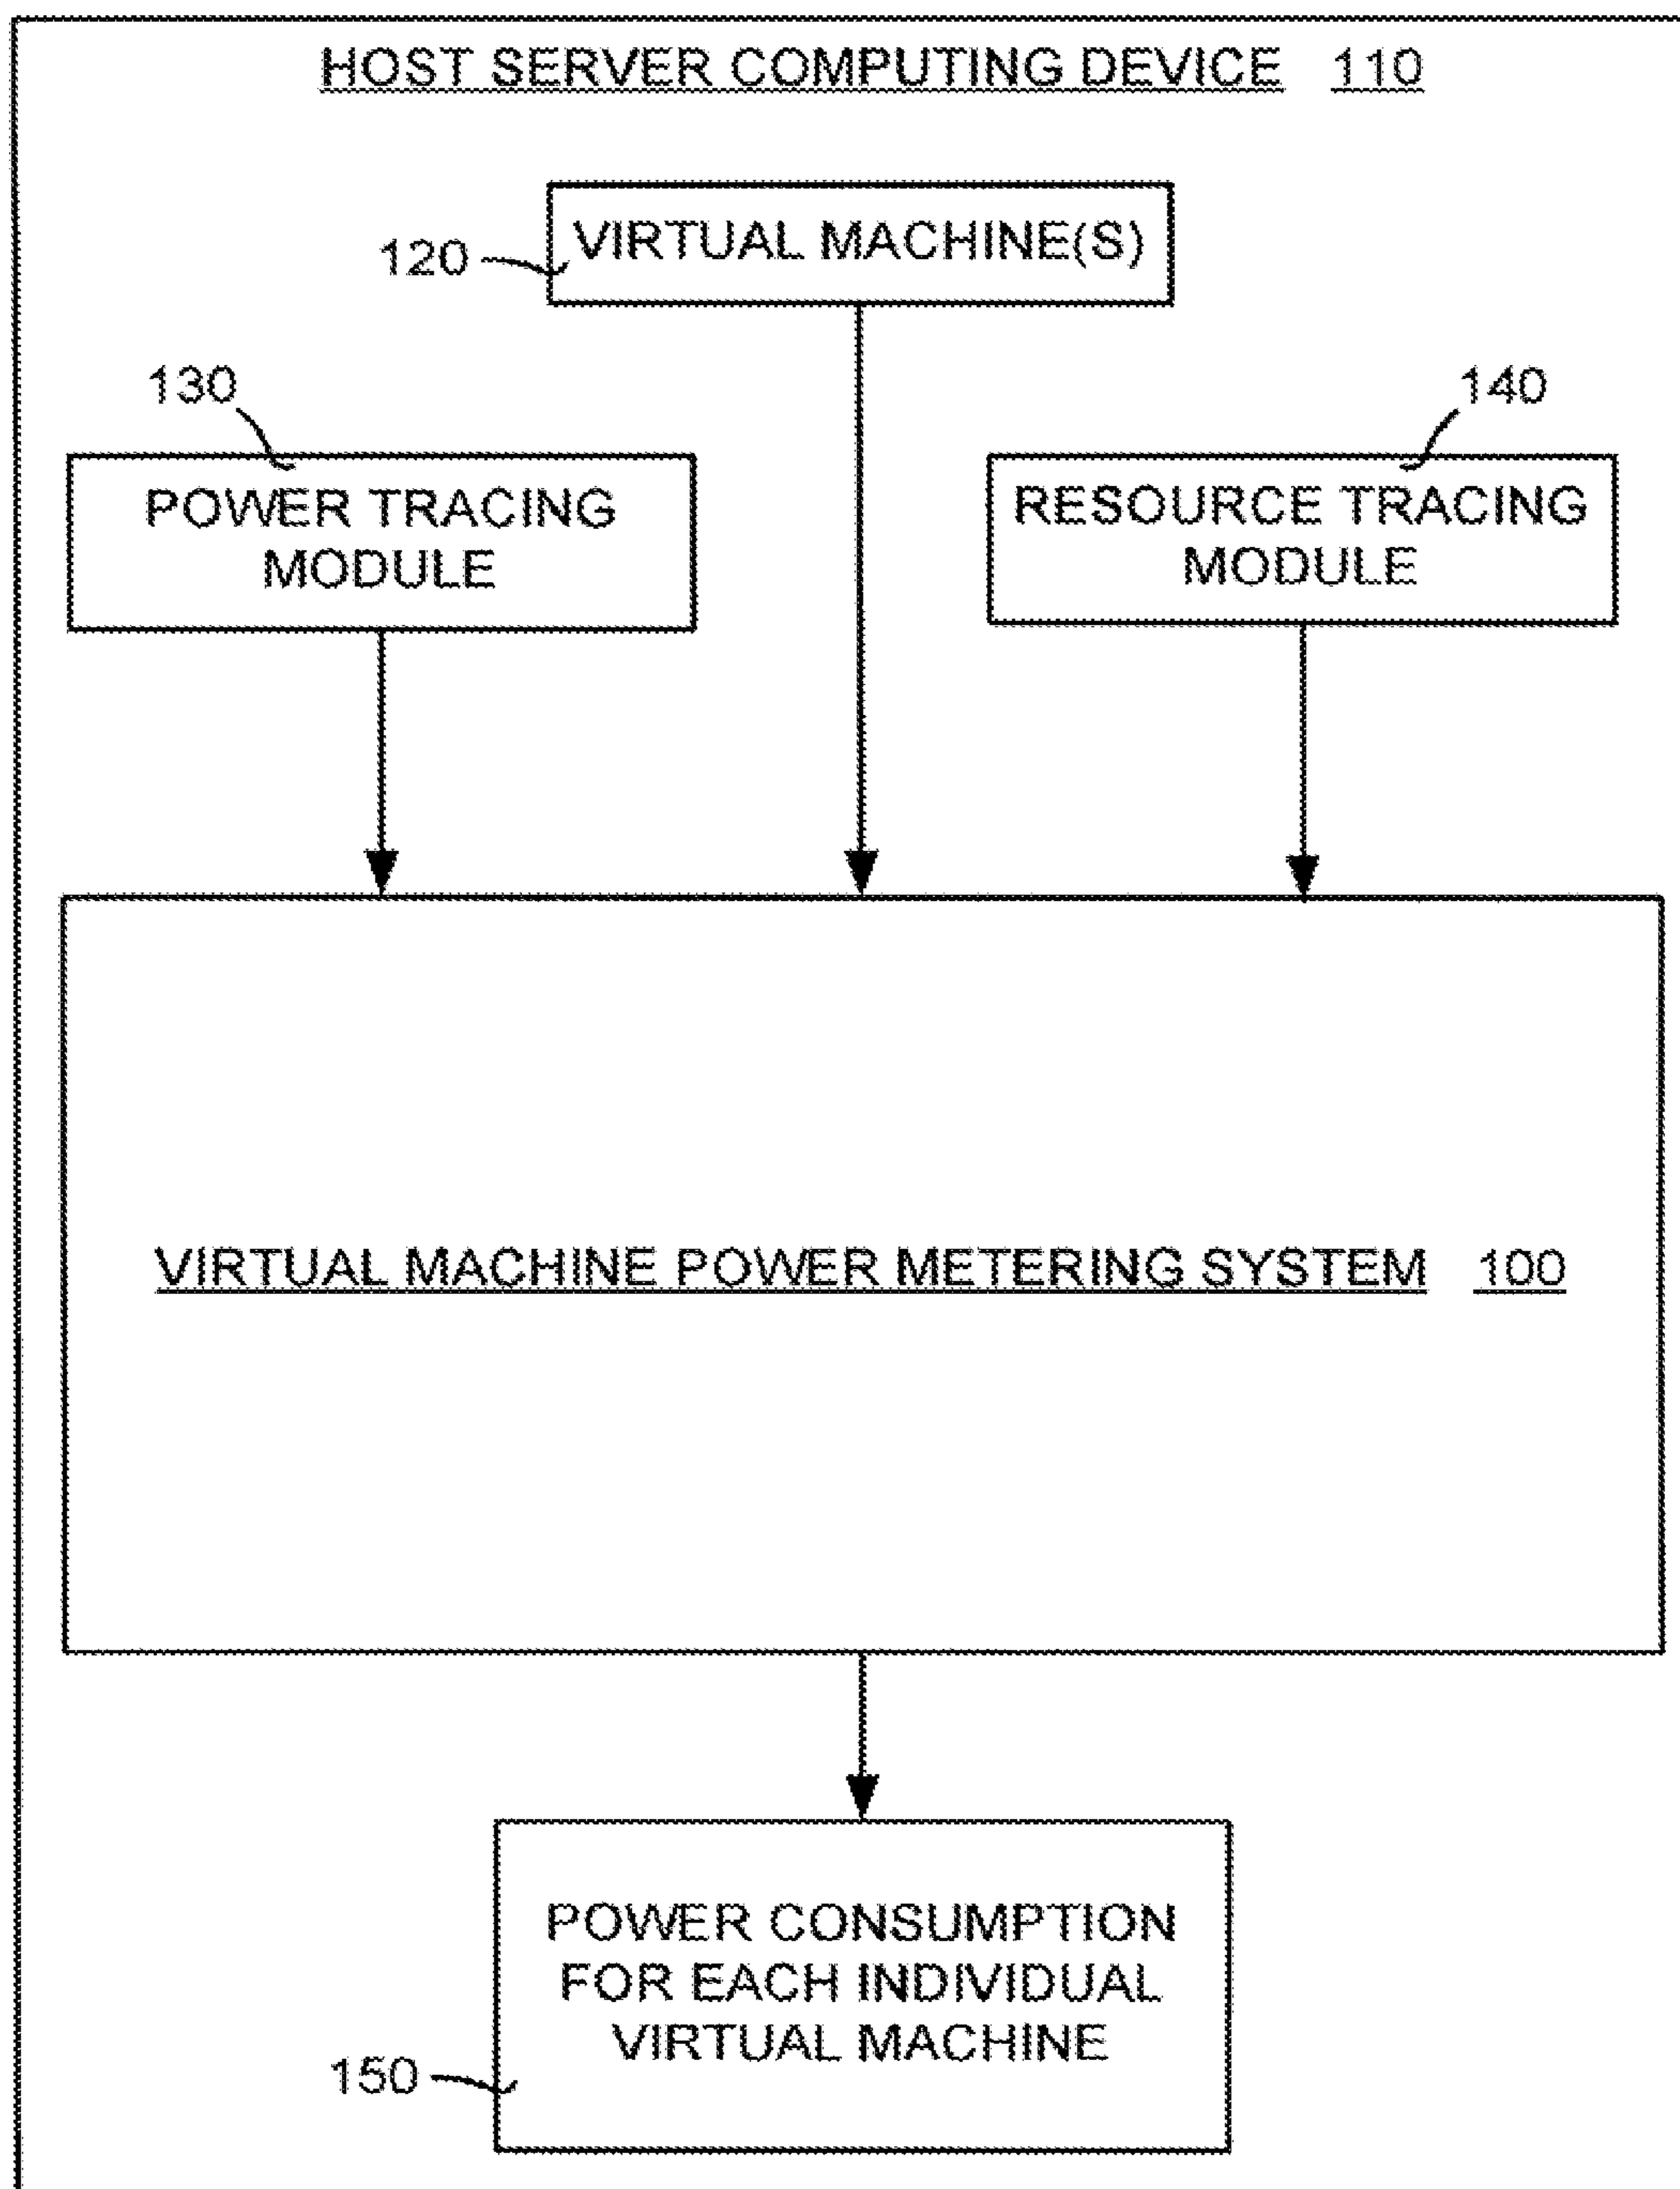 HOST SERVER COMPUTING DEVICE 110
VIRTUAL MACHINE(S)
120
130
140
POWER TRACING
MODULE
RESOURCE TRACING
MODULE
VIRTUAL MACHINE POWER METERING SYSTEM 100
POWER CONSUMPTION
FOR EACH INDIVIDUAL
VIRTUAL MACHINE
150